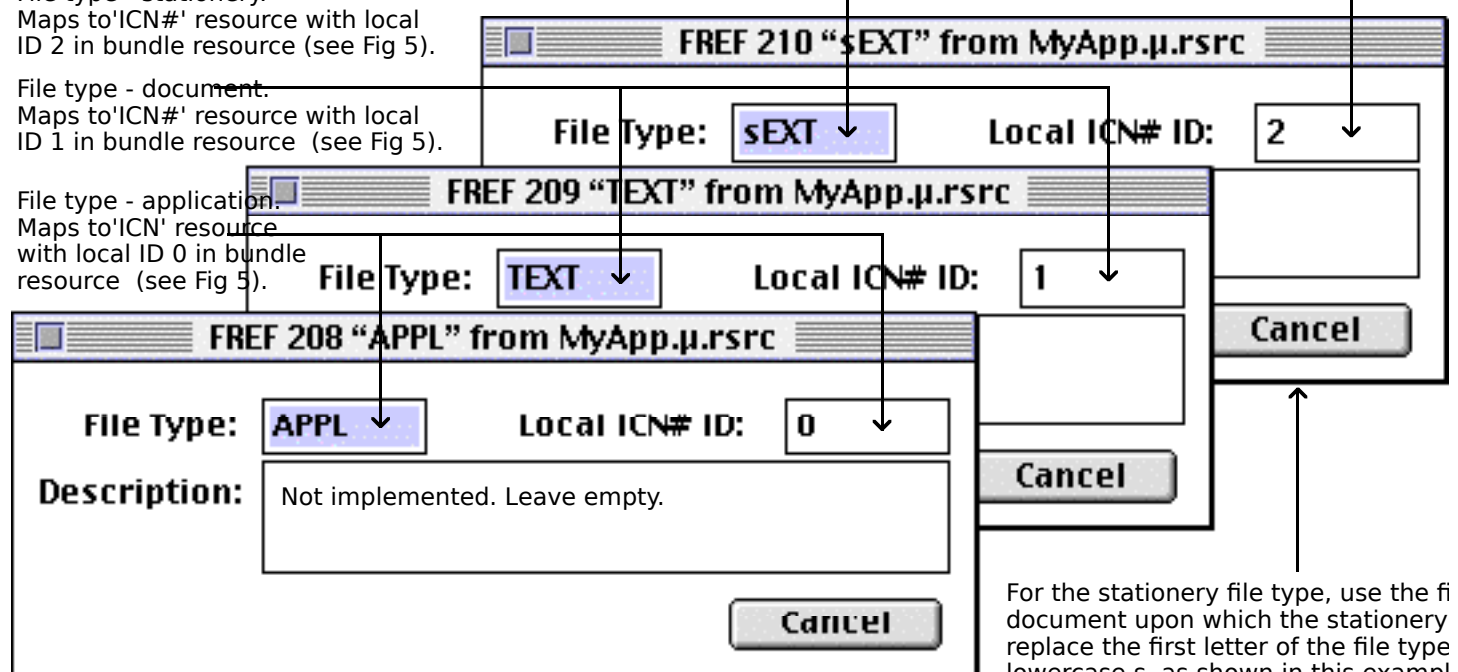 File type - stationery.
Maps to'ICN#' resource with local
ID 2 in bundle resource (see Fig 5).
File type - document.
Maps to'ICN#' resource with local
ID 1 in bundle resource  (see Fig 5).
File type - application.
Maps to'ICN' resource
with local ID 0 in bundle
resource  (see Fig 5).
FREF 210 “sEXT” from MyApp.µ.rsrc
File Type: sEXT Local ICN# ID: 2
Cancel
FREF 209 “TEXT” from MyApp.µ.rsrc
File Type: TEXT Local ICN# ID: 1
Cancel
FREF 208 “APPL” from MyApp.µ.rsrc
File Type: APPL Local ICN# ID: 0
Description: Not implemented. Leave empty.
Cancel
For the stationery file type, use the
document upon which the stationery
replace the first letter of the file type
lowercase s, as shown in this